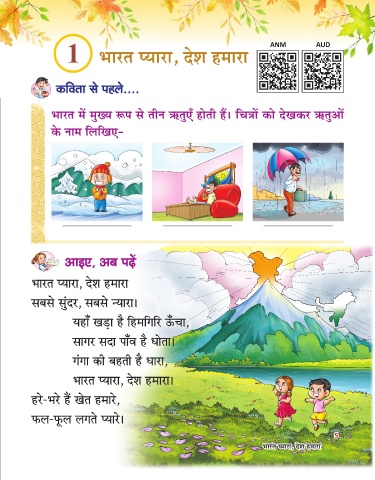 1
भारत प्यारा, देश हमारा
ANM
AUD
कविता से पहले....
भारत में मुख्य रूप से तीन ऋतुएँ होती हैं। चित्रों को देखकर ऋतुओं
के नाम लिखिए-
आइए, अब पढ़ें
भारत प्यारा, देश हमारा
सबसे सुंदर, सबसे न्यारा।
यहाँ खड़ा है हिमगिरि ऊँचा,
सागर सदा पाँव है धोता।
गंगा की बहती है धारा,
भारत प्यारा, देश हमारा।
हरे-भरे हैं खेत हमारे,
फल-फूल लगते प्यारे।
भारत प्यारा, देश हमारा